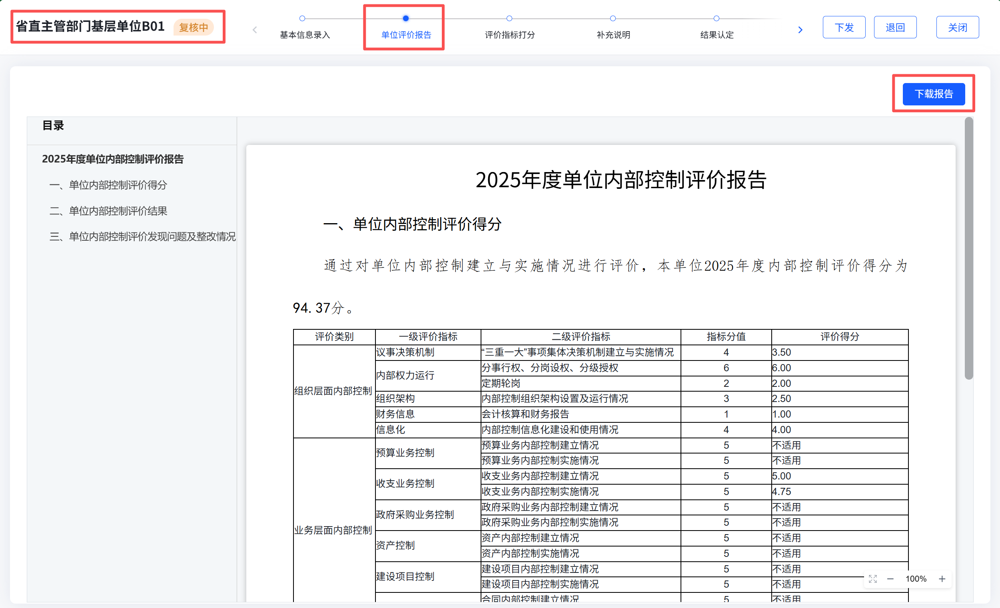 省直主管部门基层单位B01 复核中
基本信息录入 单位评价报告 评价指标打分 补充说明 结果认定
下发 退回 关闭
下载报告
目录
2025年度单位内部控制评价报告
一、单位内部控制评价得分
二、单位内部控制评价结果
三、单位内部控制评价发现问题及整改情况
2025年度单位内部控制评价报告
一、单位内部控制评价得分
通过对单位内部控制建立与实施情况进行评价，本单位2025年度内部控制评价得分为
94.37分。
评价类别 一级评价指标 二级评价指标 指标分值 评价得分
组织层面内部控制
议事决策机制 “三重一大”事项集体决策机制建立与实施情况 4 3.50
内部权力运行 分事行权、分岗设权、分级授权 6 6.00
定期轮岗 2 2.00
组织架构 内部控制组织架构设置及运行情况 3 2.50
财务信息 会计核算和财务报告 1 1.00
信息化 内部控制信息化建设和使用情况 4 4.00
业务层面内部控制
预算业务控制 预算业务内部控制建立情况 5 不适用
预算业务内部控制实施情况 5 不适用
收支业务控制 收支业务内部控制建立情况 5 5.00
收支业务内部控制实施情况 5 4.75
政府采购业务控制 政府采购业务内部控制建立情况 5 不适用
政府采购业务内部控制实施情况 5 不适用
资产控制 资产内部控制建立情况 5 不适用
资产内部控制实施情况 5 不适用
建设项目控制 建设项目内部控制建立情况 5 不适用
建设项目内部控制实施情况 5 不适用
合同内部控制建立情况 5 不适用
100%